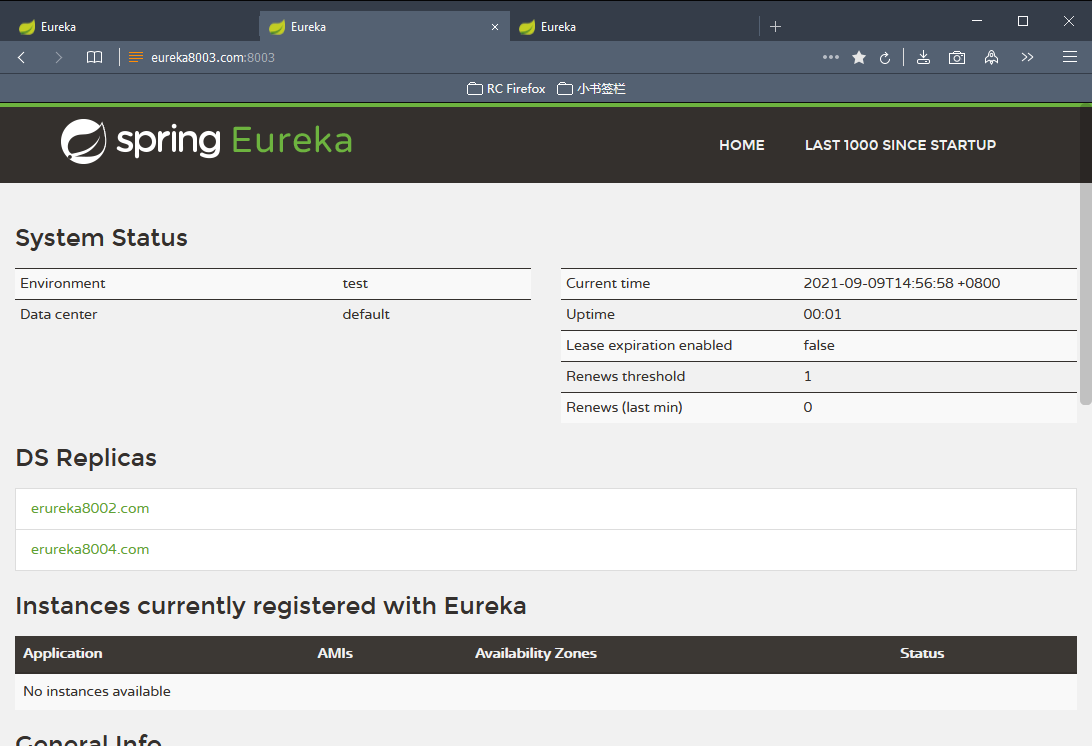 Eureka
Eureka
Eureka
eureka8003.com:8003
RC Firefox
小书签栏
spring Eureka
HOME
LAST 1000 SINCE STARTUP
System Status
Environment test
Data center default
Current time 2021-09-09T14:56:58 +0800
Uptime 00:01
Lease expiration enabled false
Renews threshold 1
Renews (last min) 0
DS Replicas
erureka8002.com
erureka8004.com
Instances currently registered with Eureka
Application AMIs Availability Zones Status
No instances available
General Info